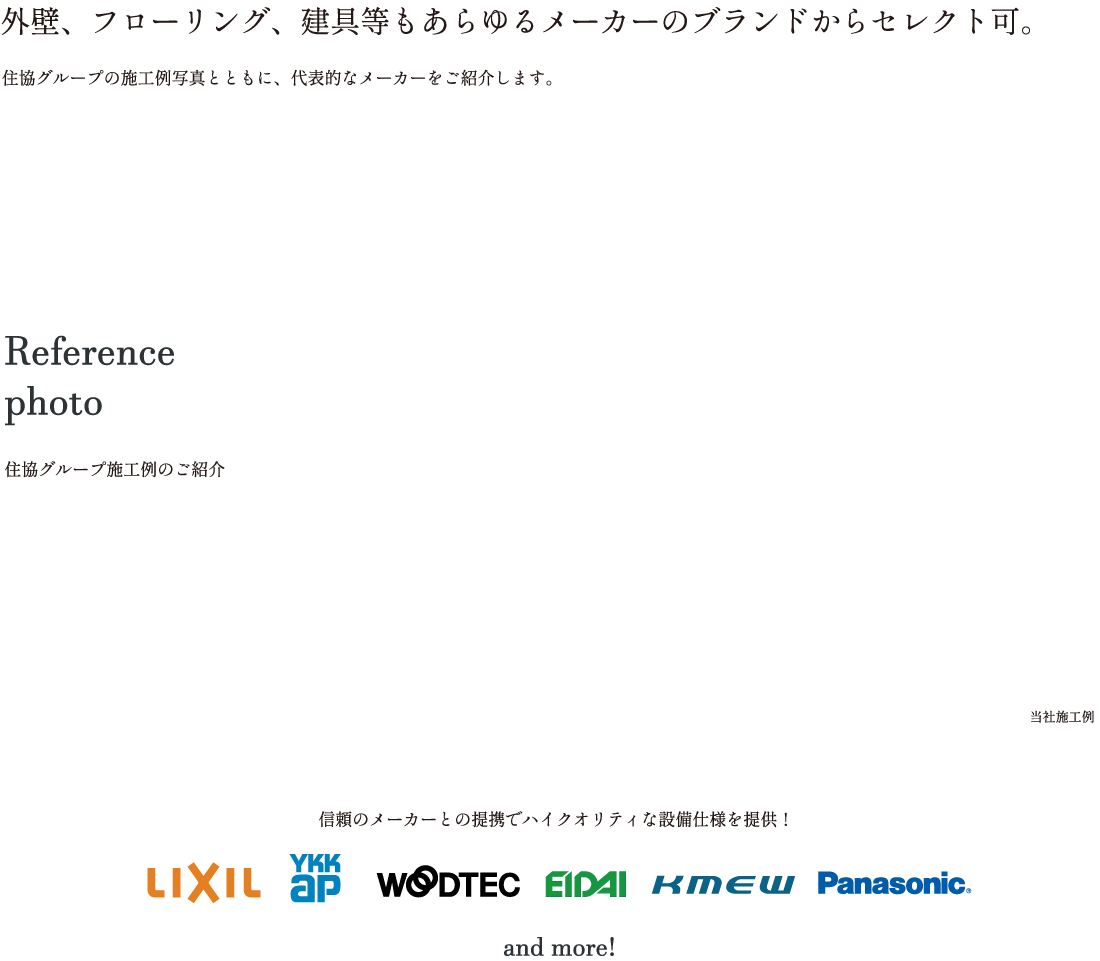 外壁、フローリング、建具等もあらゆるメーカーのブランドからセレクト可。
住協グループの施工例写真とともに、代表的なメーカーをご紹介します。
Reference
photo
住協グループ施工例のご紹介
当社施工例
信頼のメーカーとの提携でハイクオリティな設備仕様を提供！
LIXIL YKK ap WOODTEC EIDAI KMEW Panasonic®
and more!